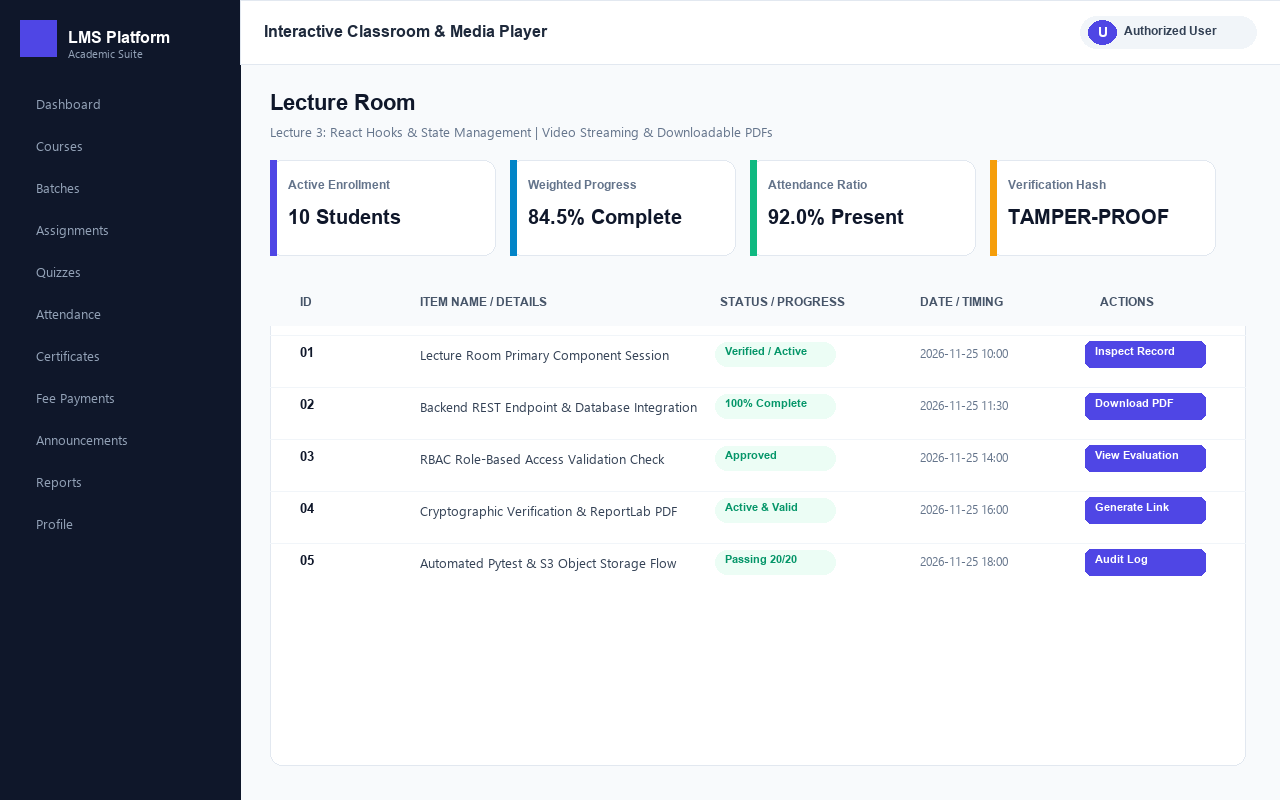 LMS Platform
Academic Suite
Dashboard
Courses
Batches
Assignments
Quizzes
Attendance
Certificates
Fee Payments
Announcements
Reports
Profile
Interactive Classroom & Media Player
U Authorized User
Lecture Room
Lecture 3: React Hooks & State Management | Video Streaming & Downloadable PDFs
Active Enrollment
10 Students
Weighted Progress
84.5% Complete
Attendance Ratio
92.0% Present
Verification Hash
TAMPER-PROOF
ID ITEM NAME / DETAILS STATUS / PROGRESS DATE / TIMING ACTIONS
01 Lecture Room Primary Component Session Verified / Active 2026-11-25 10:00 Inspect Record
02 Backend REST Endpoint & Database Integration 100% Complete 2026-11-25 11:30 Download PDF
03 RBAC Role-Based Access Validation Check Approved 2026-11-25 14:00 View Evaluation
04 Cryptographic Verification & ReportLab PDF Active & Valid 2026-11-25 16:00 Generate Link
05 Automated Pytest & S3 Object Storage Flow Passing 20/20 2026-11-25 18:00 Audit Log